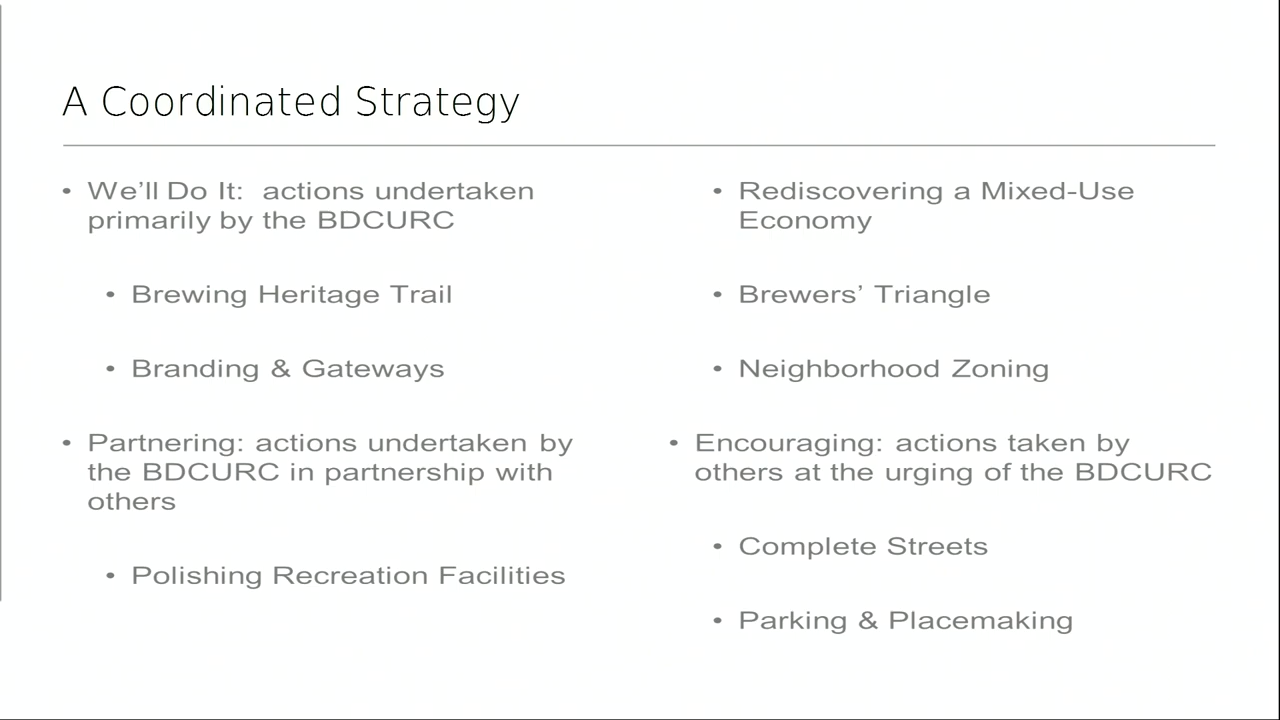 A Coordinated Strategy
• We'll Do It:  actions undertaken
primarily by the BDCURC
• Brewing Heritage Trail
• Branding & Gateways
• Partnering: actions undertaken by
the BDCURC in partnership with
others
• Polishing Recreation Facilities
• Rediscovering a Mixed-Use
Economy
• Brewers’ Triangle
• Neighborhood Zoning
• Encouraging: actions taken by
others at the urging of the BDCURC
• Complete Streets
• Parking & Placemaking